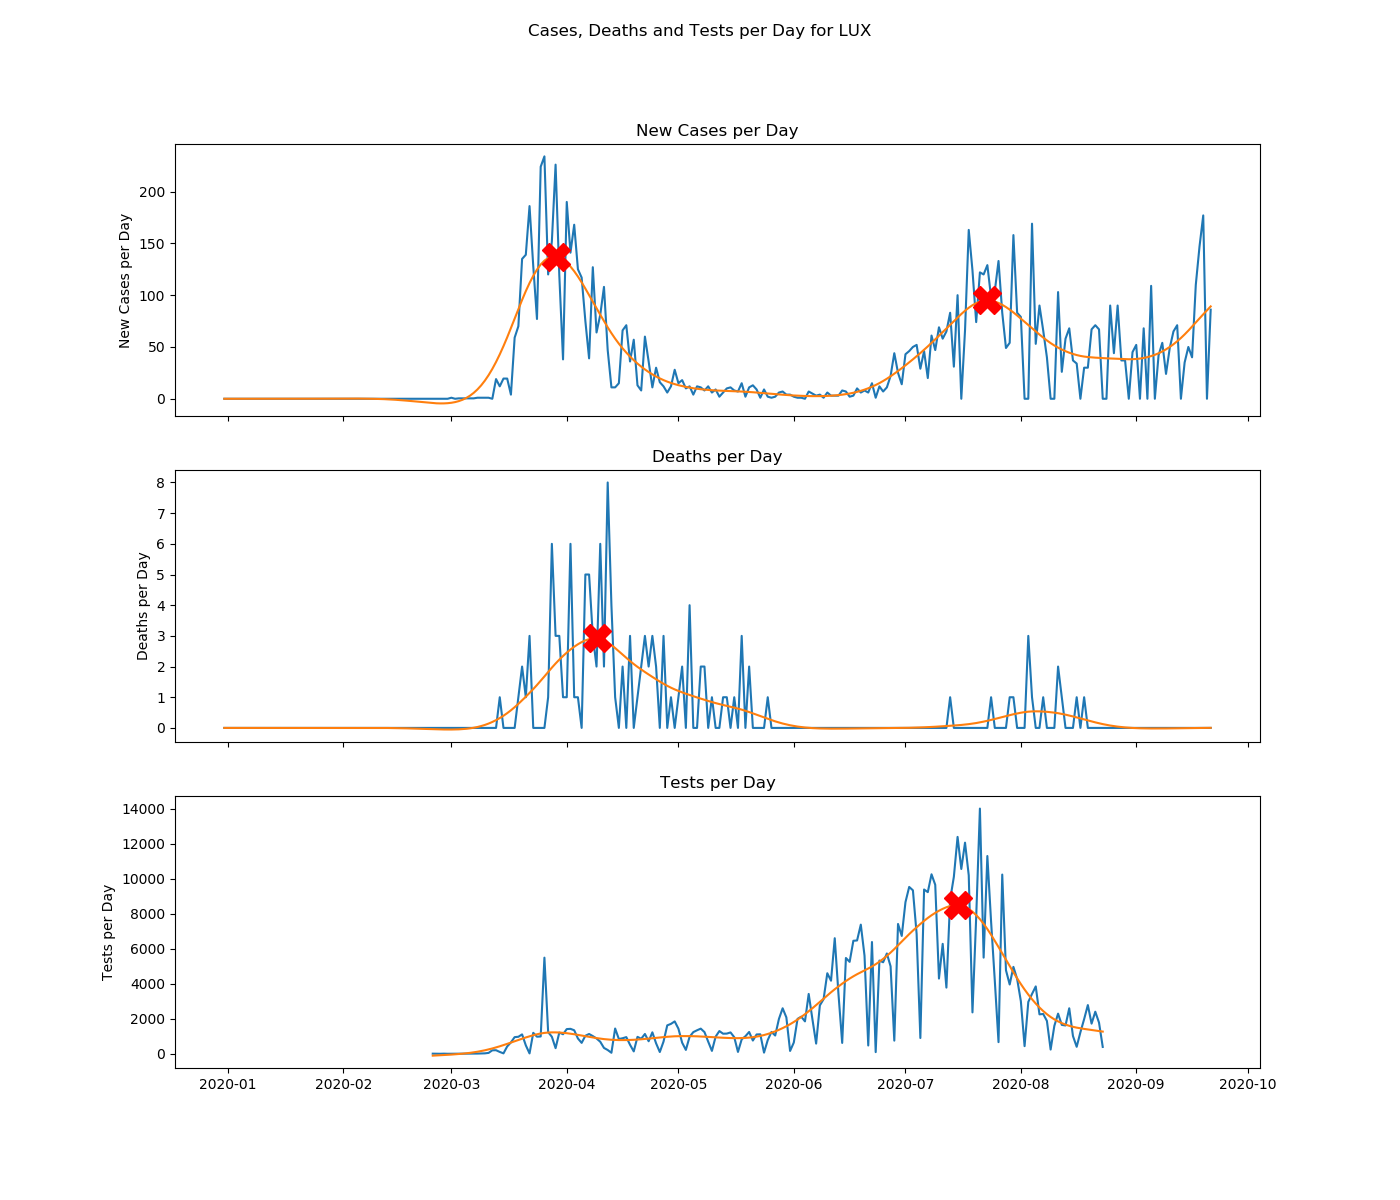 Cases, Deaths and Tests per Day for LUX
New Cases per Day
New Cases per Day
200
150
100
50
0
Deaths per Day
Deaths per Day
8
7
6
5
4
3
2
1
0
Tests per Day
Tests per Day
14000
12000
10000
8000
6000
4000
2000
0
2020-01 2020-02 2020-03 2020-04 2020-05 2020-06 2020-07 2020-08 2020-09 2020-10